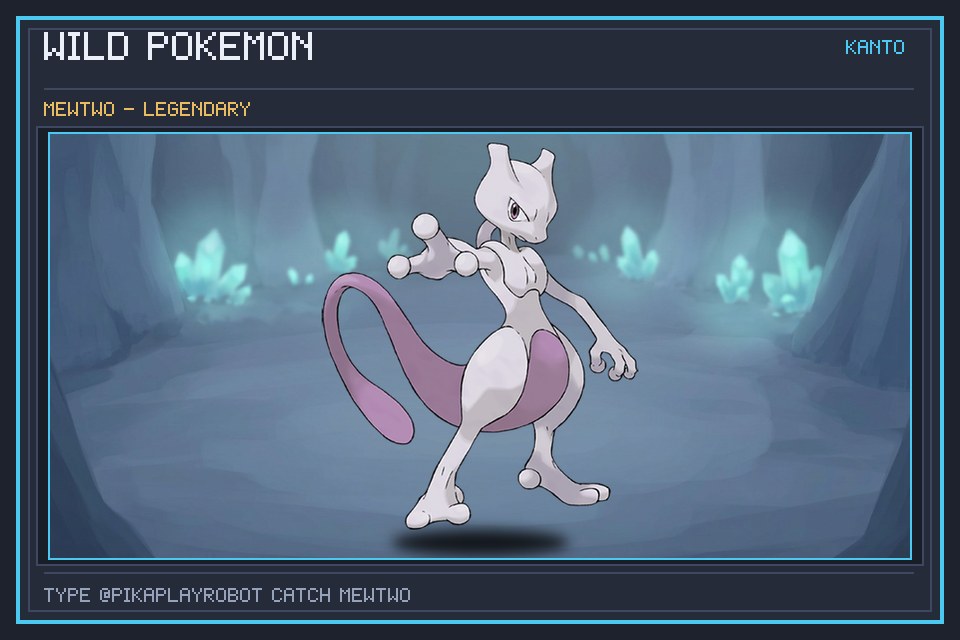 WILD POKEMON
KANTO
MEWTWO - LEGENDARY
TYPE @PIKAPLAYROBOT CATCH MEWTWO